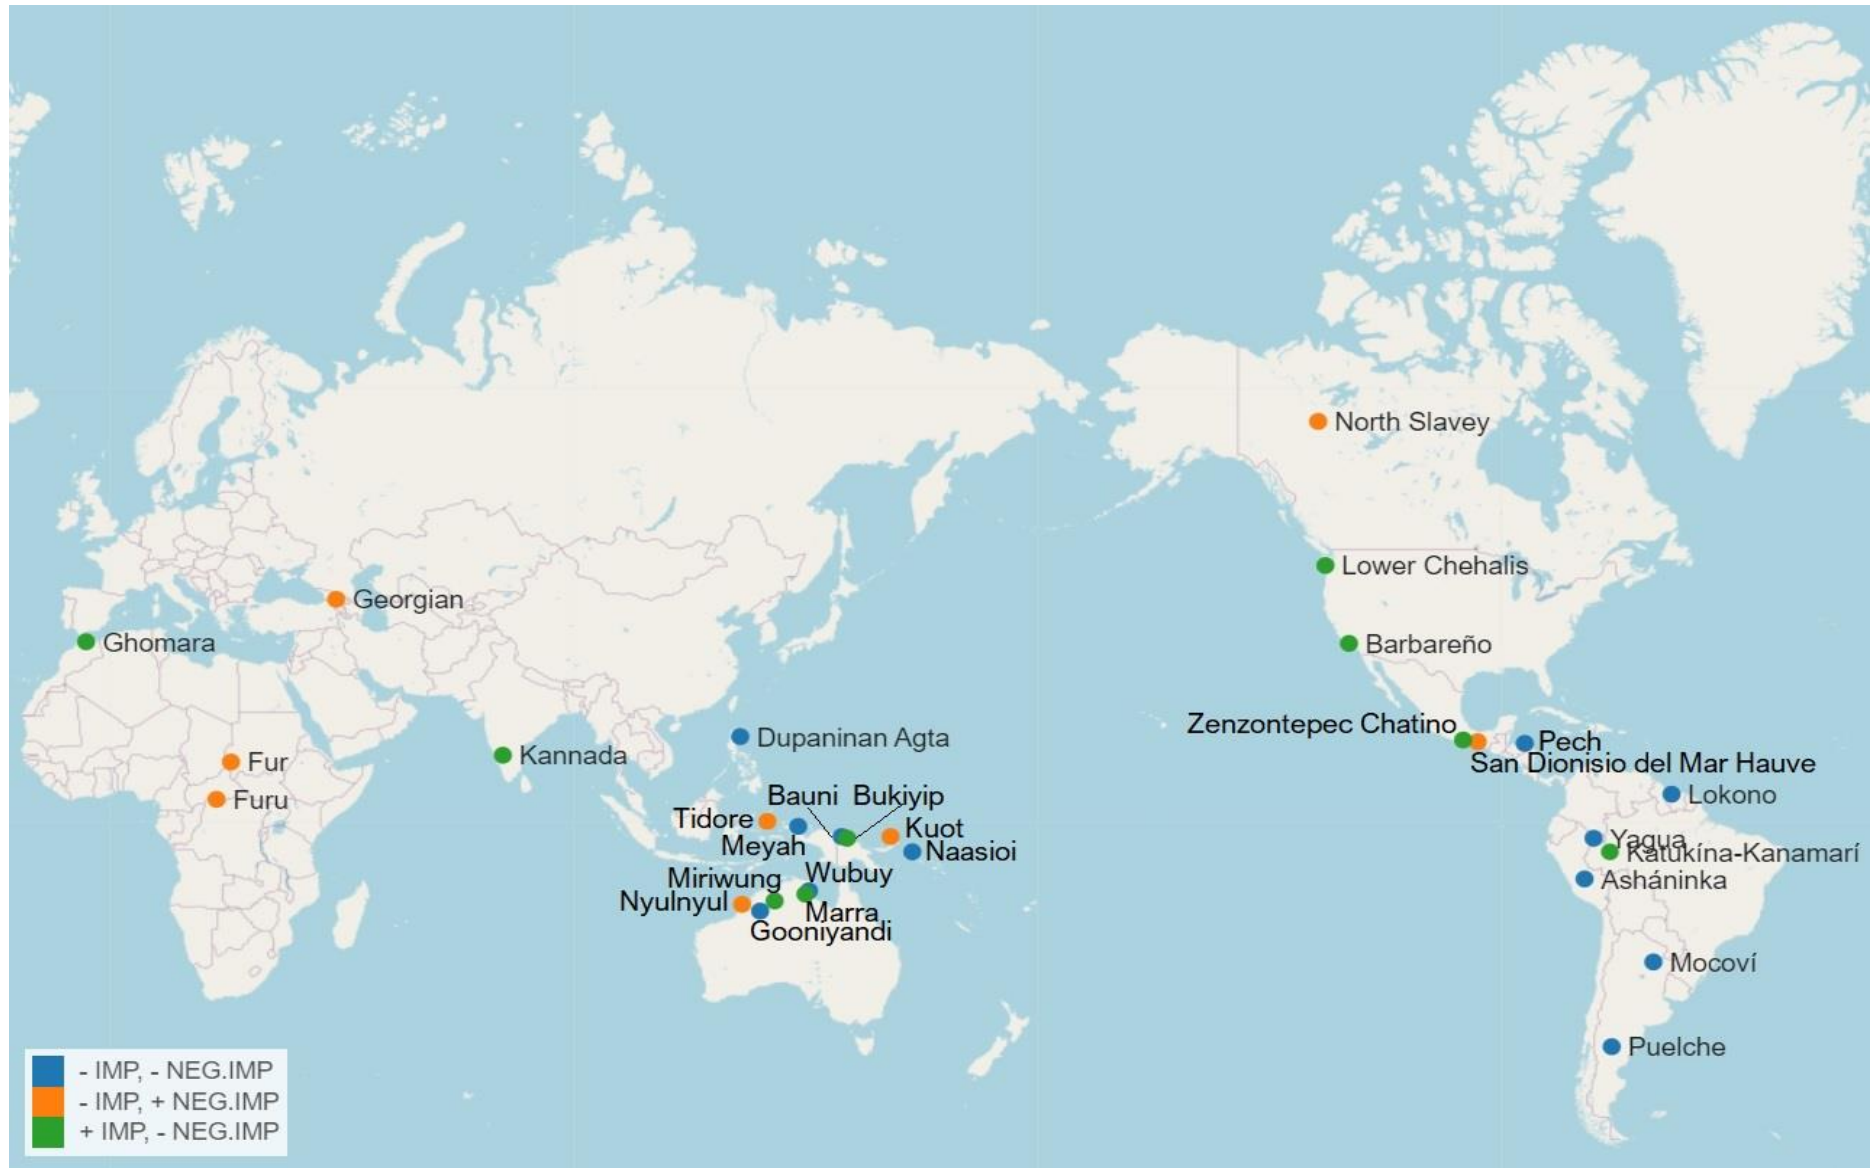 North Slavey
Lower Chehalis
Georgian
Ghomara
Barbareño
Zenzontepec Chatino
Dupaninan Agta
Pech
Kannada
Fur
San Dionisio del Mar Hauve
Lokono
Bauni Bukiyip
Furu
Tidore
Kuot
Yagua
Meyah
Naasioi
Katukína-Kanamarí
Wubuy
Miriwung
Asháninka
Nyulnyul
Marra
Gooniyandi
Mocoví
Puelche
- IMP, - NEG.IMP
- IMP, + NEG.IMP
+ IMP, - NEG.IMP